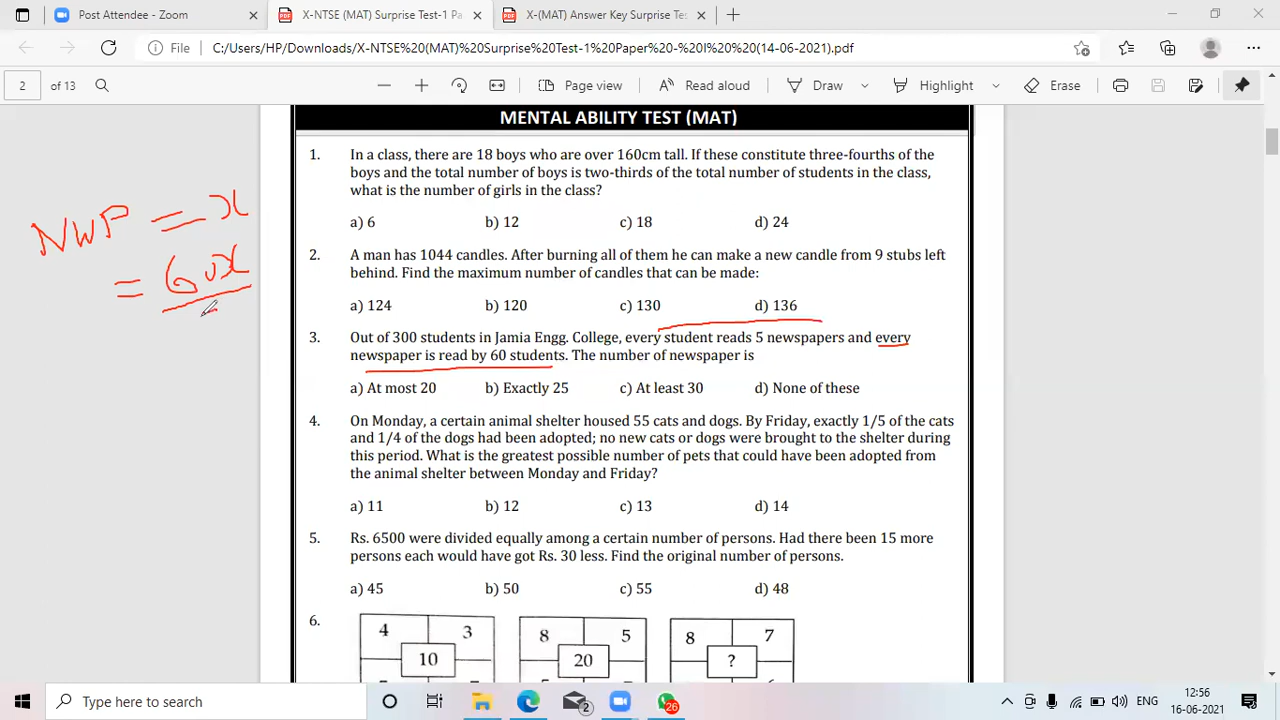 Post Attendee - Zoom
X-NTSE (MAT) Surprise Test-1 Pa
X-(MAT) Answer Key Surprise Tes
File
C:/Users/HP/Downloads/X-NTSE%20(MAT)%20Surprise%20Test-1%20Paper%20-%20I%20%20(14-06-2021).pdf
2 of 13
Page view
Read aloud
Draw
Highlight
Erase
MENTAL ABILITY TEST (MAT)
1. In a class, there are 18 boys who are over 160cm tall. If these constitute three-fourths of the
boys and the total number of boys is two-thirds of the total number of students in the class,
what is the number of girls in the class?
a) 6 b) 12 c) 18 d) 24
NWP = x
= 60x
2. A man has 1044 candles. After burning all of them he can make a new candle from 9 stubs left
behind. Find the maximum number of candles that can be made:
a) 124 b) 120 c) 130 d) 136
3. Out of 300 students in Jamia Engg. College, every student reads 5 newspapers and every
newspaper is read by 60 students. The number of newspaper is
a) At most 20 b) Exactly 25 c) At least 30 d) None of these
4. On Monday, a certain animal shelter housed 55 cats and dogs. By Friday, exactly 1/5 of the cats
and 1/4 of the dogs had been adopted; no new cats or dogs were brought to the shelter during
this period. What is the greatest possible number of pets that could have been adopted from
the animal shelter between Monday and Friday?
a) 11 b) 12 c) 13 d) 14
5. Rs. 6500 were divided equally among a certain number of persons. Had there been 15 more
persons each would have got Rs. 30 less. Find the original number of persons.
a) 45 b) 50 c) 55 d) 48
6.
4 3 8 5 8 7
10 20 ?
Type here to search
2
26
ENG
12:56
16-06-2021